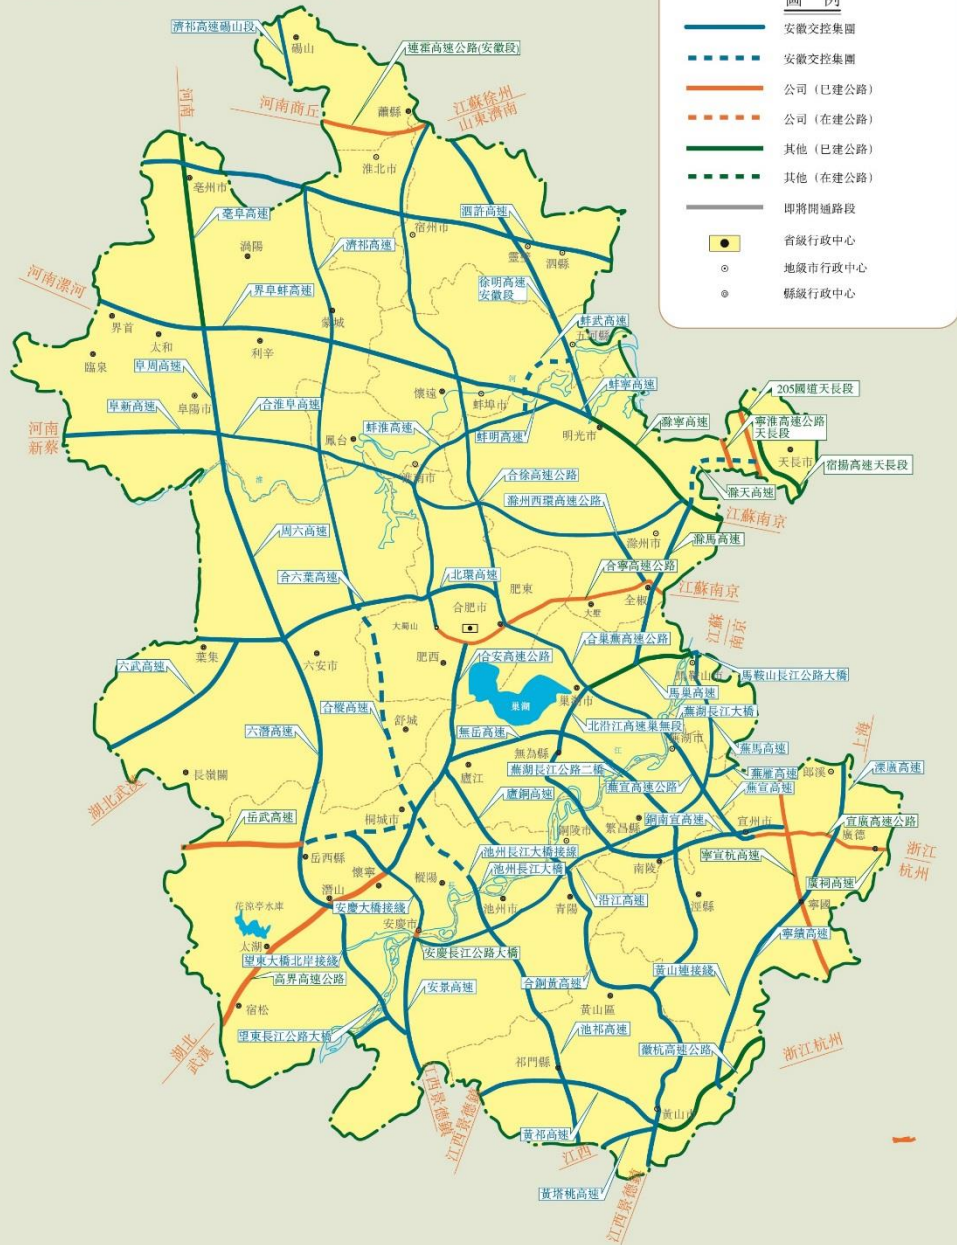 圖 例
安徽交控集團
安徽交控集團
公司（已建公路）
公司（在建公路）
其他（已建公路）
其他（在建公路）
即將開通路段
省級行政中心
地級市行政中心
縣級行政中心
濟祁高速碭山段
碭山
連霍高速公路(安徽段)
河南
河南商丘
蕭縣
江蘇徐州
山東濟南
淮北市
亳州市
亳阜高速
渦陽
濟祁高速
宿州市
泗許高速
靈璧
泗縣
徐明高速
安徽段
河南漯河
界阜蚌高速
蒙城
蚌武高速
五河縣
界首
太和
利辛
臨泉
阜周高速
阜陽市
懷遠
河
蚌埠市
蚌寧高速
205國道天長段
阜新高速
合淮阜高速
蚌淮高速
蚌明高速
明光市
滁寧高速
寧淮高速公路
天長段
河南
新蔡
鳳台
天長市
宿揚高速天長段
淮
淮南市
合徐高速公路
滁天高速
滁州西環高速公路
江蘇南京
周六高速
滁州市
滁馬高速
合六葉高速
北環高速
肥東
合寧高速公路
合肥市
全椒
江蘇南京
大蜀山
大墅
江蘇
南京
葉集
六安市
肥西
合安高速公路
合巢蕪高速公路
馬鞍山市
馬鞍山長江公路大橋
六武高速
巢湖
巢湖市
馬巢高速
合樅高速
舒城
北沿江高速巢無段
蕪湖長江大橋
六潛高速
無岳高速
無為縣
江
蕪湖市
蕪馬高速
上海
長嶺關
廬江
蕪湖長江公路二橋
蕪宣高速公路
蕪雁高速
郎溪
溧廣高速
湖北武漢
廬銅高速
蕪宣高速
桐城市
銅陵市
繁昌縣
銅南宣高速
宣州市
宣廣高速公路
岳武高速
廣德
岳西縣
池州長江大橋接線
浙江
杭州
懷寧
樅陽
池州長江大橋
南陵
寧宣杭高速
廣祠高速
潛山
長
安慶大橋接綫
池州市
青陽
沿江高速
涇縣
寧國
花涼亭水庫
安慶市
寧績高速
太湖
望東大橋北岸接綫
安慶長江公路大橋
高界高速公路
安景高速
合銅黃高速
黃山連接綫
宿松
黃山區
望東長江公路大橋
池祁高速
湖北
武漢
祁門縣
徽杭高速公路
浙江杭州
江西景德鎮
江西景德鎮
黃山市
黃祁高速
江西
黃塔桃高速
江西景德鎮